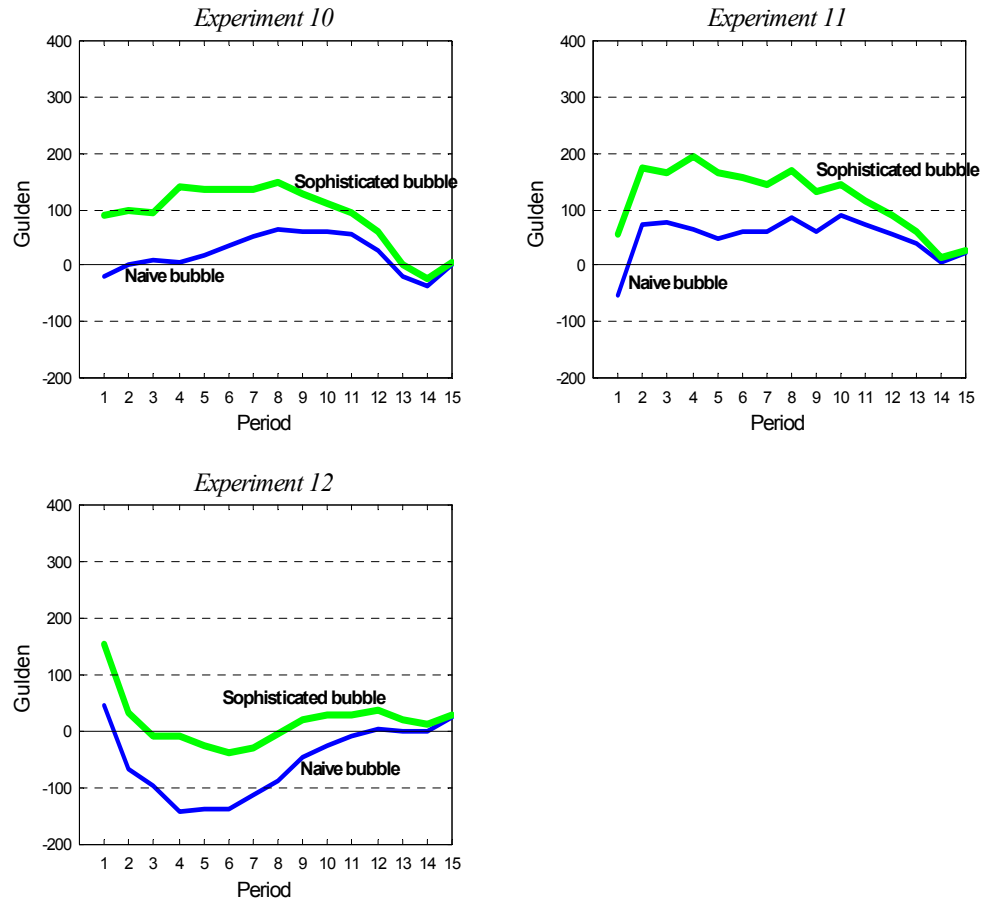 Experiment 10
400
300
200
100
0
-100
-200
Gulden
Sophisticated bubble
Naive bubble
1 2 3 4 5 6 7 8 9 10 11 12 13 14 15
Period
Experiment 11
400
300
200
100
0
-100
-200
Gulden
Sophisticated bubble
Naive bubble
1 2 3 4 5 6 7 8 9 10 11 12 13 14 15
Period
Experiment 12
400
300
200
100
0
-100
-200
Gulden
Sophisticated bubble
Naive bubble
1 2 3 4 5 6 7 8 9 10 11 12 13 14 15
Period